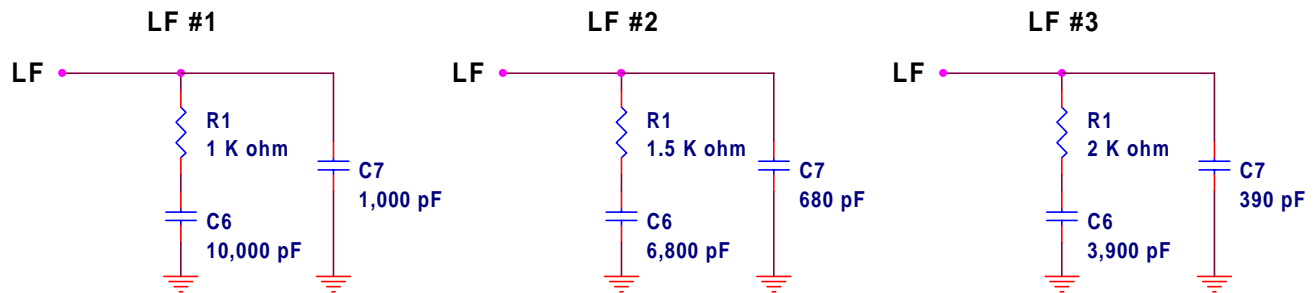 LF #1
LF
R1
1 K ohm
C7
1,000 pF
C6
10,000 pF
LF #2
LF
R1
1.5 K ohm
C7
680 pF
C6
6,800 pF
LF #3
LF
R1
2 K ohm
C7
390 pF
C6
3,900 pF